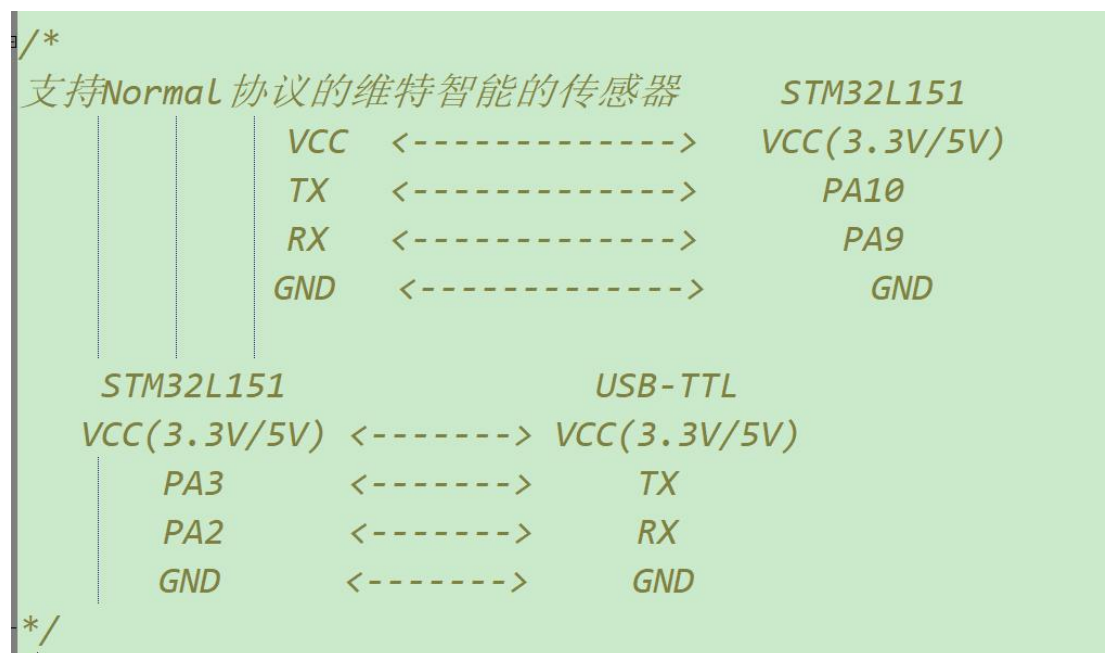 /*
支持Normal协议的维特智能的传感器 STM32L151
VCC <-------------> VCC(3.3V/5V)
TX <-------------> PA10
RX <-------------> PA9
GND <-------------> GND
STM32L151 USB-TTL
VCC(3.3V/5V) <-------> VCC(3.3V/5V)
PA3 <-------> TX
PA2 <-------> RX
GND <-------> GND
*/